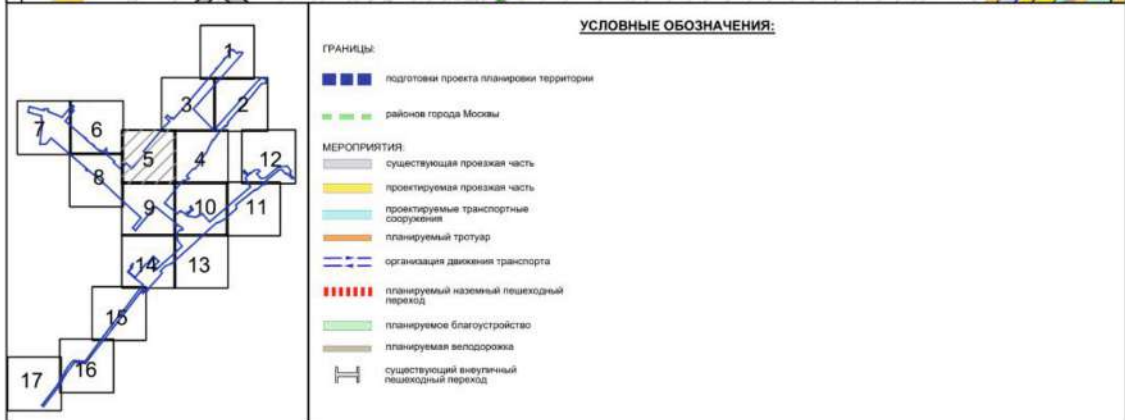 УСЛОВНЫЕ ОБОЗНАЧЕНИЯ:
ГРАНИЦЫ:
подготовки проекта планировки территории
районов города Москвы
МЕРОПРИЯТИЯ:
существующая проезжая часть
проектируемая проезжая часть
проектируемые транспортные
сооружения
планируемый тротуар
организация движения транспорта
планируемый наземный пешеходный
переход
планируемое благоустройство
планируемая велодорожка
существующий внеуличный
пешеходный переход
1
3 2
7 6
5 4 12
8
9 10 11
14 13
15
16
17